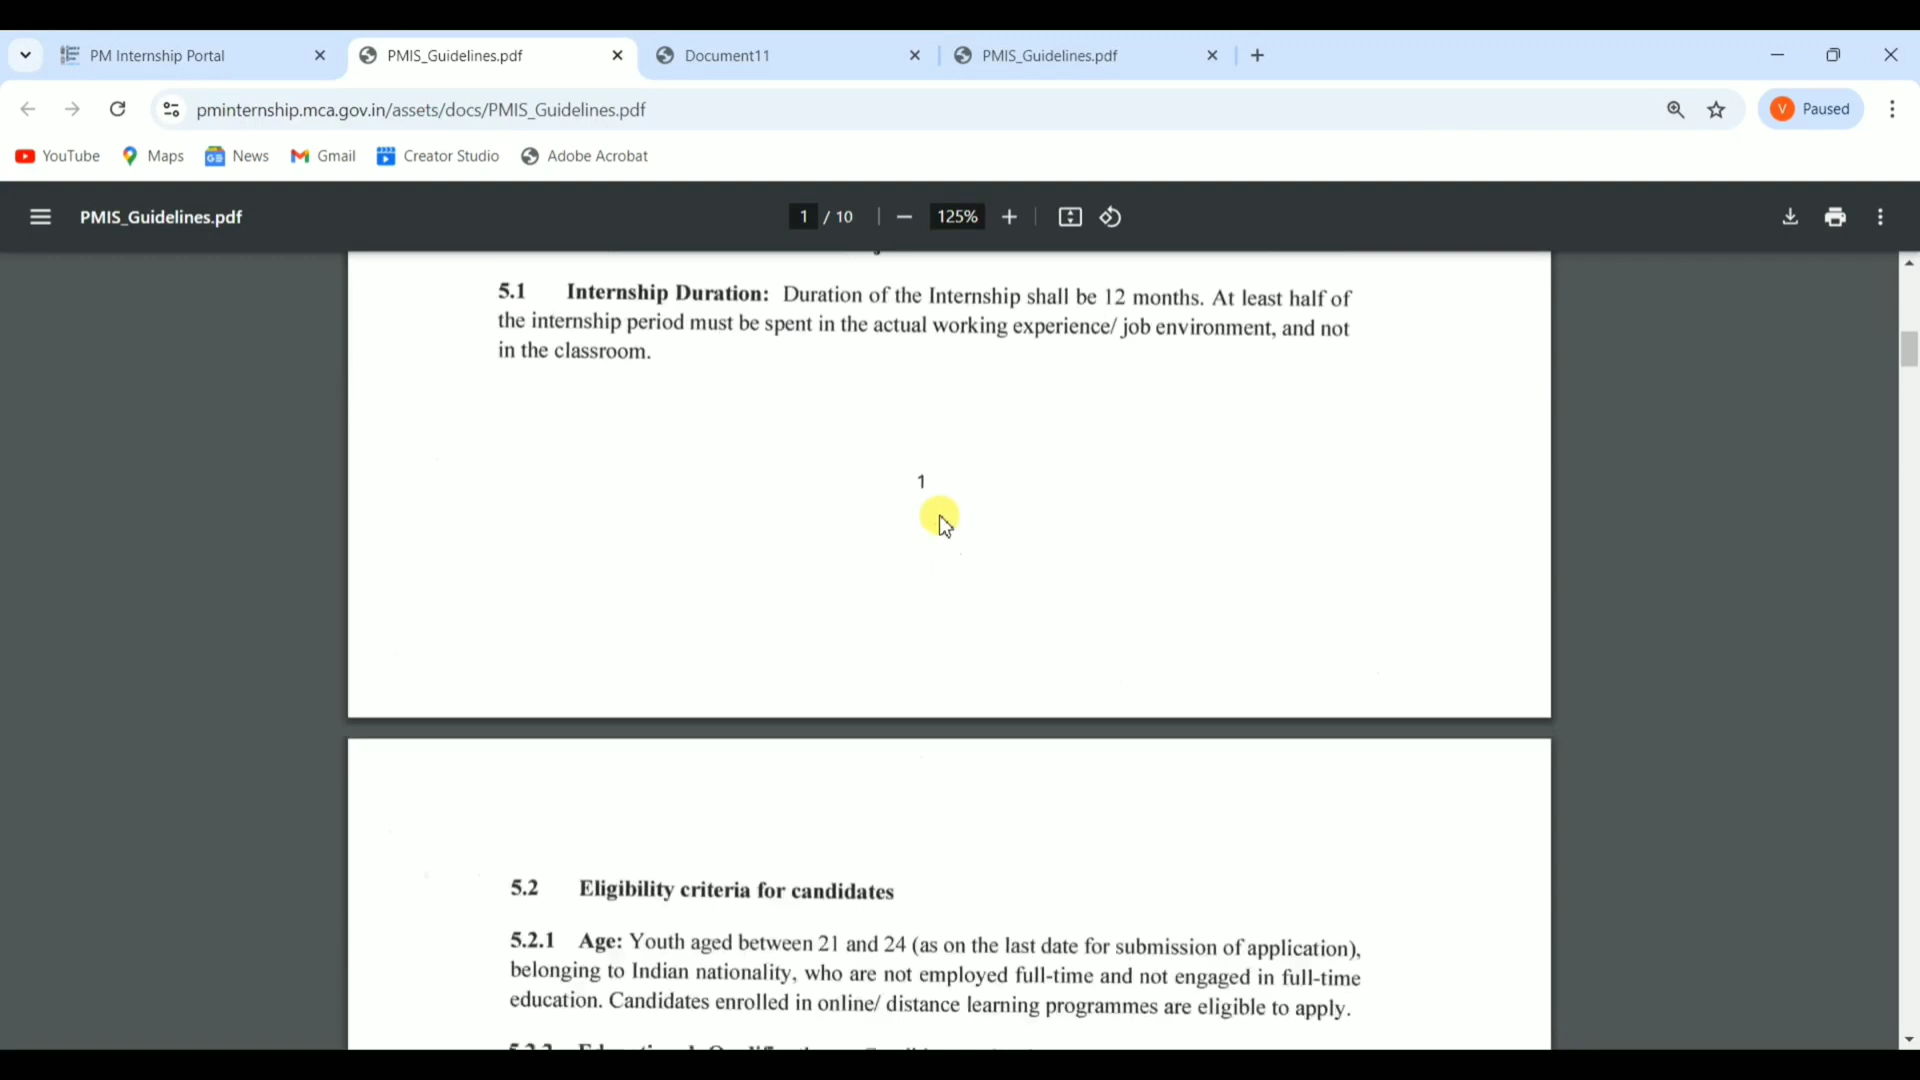 PM Internship Portal
PMIS_Guidelines.pdf
Document11
PMIS_Guidelines.pdf
pminternship.mca.gov.in/assets/docs/PMIS_Guidelines.pdf
V Paused
YouTube
Maps
News
Gmail
Creator Studio
Adobe Acrobat
PMIS_Guidelines.pdf
1 / 10
125%
5.1 Internship Duration: Duration of the Internship shall be 12 months. At least half of
the internship period must be spent in the actual working experience/ job environment, and not
in the classroom.
1
5.2 Eligibility criteria for candidates
5.2.1 Age: Youth aged between 21 and 24 (as on the last date for submission of application),
belonging to Indian nationality, who are not employed full-time and not engaged in full-time
education. Candidates enrolled in online/ distance learning programmes are eligible to apply.